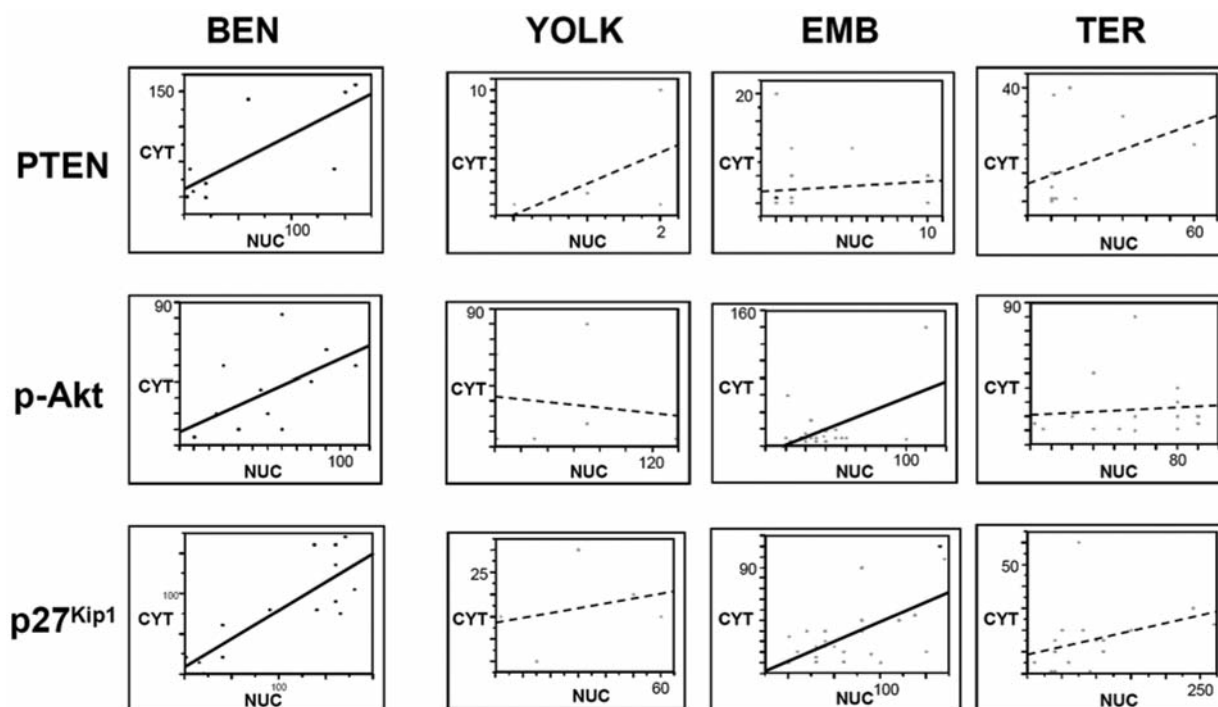 BEN YOLK EMB TER
PTEN
150 CYT 100 NUC
10 CYT 2 NUC
20 CYT 10 NUC
40 CYT 60 NUC
p-Akt
90 CYT 100 NUC
90 CYT 120 NUC
160 CYT 100 NUC
90 CYT 80 NUC
p27Kip1
100 CYT 100 NUC
25 CYT 60 NUC
90 CYT 100 NUC
50 CYT 250 NUC